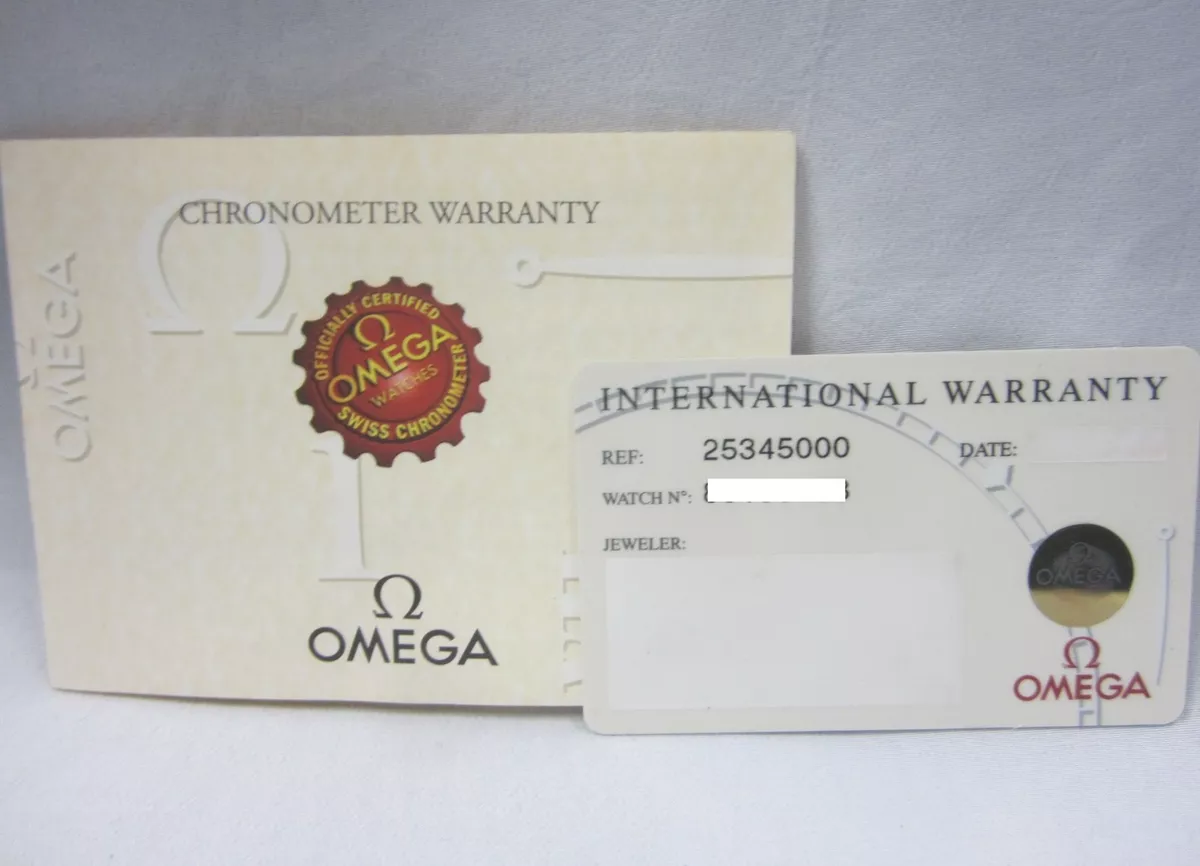 CHRONOMETER WARRANTY
OMEGA
OFFICIALLY CERTIFIED
Ω
OMEGA
WATCHES
SWISS CHRONOMETER
Ω
OMEGA
INTERNATIONAL WARRANTY
REF: 25345000 DATE:
WATCH N°:
JEWELER:
OMEGA
Ω
OMEGA